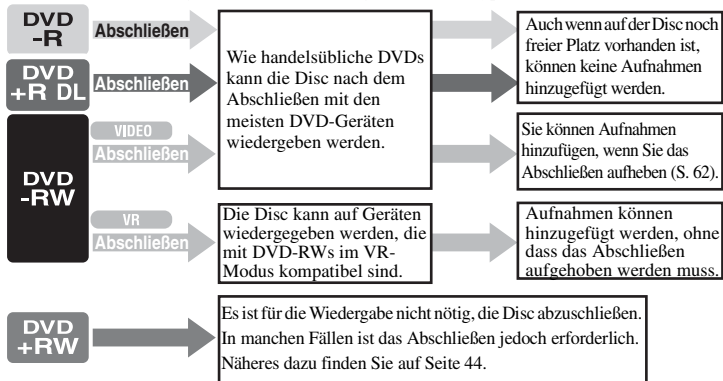 DVD
-R
Abschließen
DVD
+R DL
Abschließen
Wie handelsübliche DVDs
kann die Disc nach dem
Abschließen mit den
meisten DVD-Geräten
wiedergegeben werden.
Auch wenn auf der Disc noch
freier Platz vorhanden ist,
können keine Aufnahmen
hinzugefügt werden.
DVD
-RW
VIDEO
Abschließen
Sie können Aufnahmen
hinzufügen, wenn Sie das
Abschließen aufheben (S. 62).
VR
Abschließen
Die Disc kann auf Geräten
wiedergegeben werden, die
mit DVD-RWs im VR-
Modus kompatibel sind.
Aufnahmen können
hinzugefügt werden, ohne
dass das Abschließen
aufgehoben werden muss.
DVD
+RW
Es ist für die Wiedergabe nicht nötig, die Disc abzuschließen.
In manchen Fällen ist das Abschließen jedoch erforderlich.
Näheres dazu finden Sie auf Seite 44.